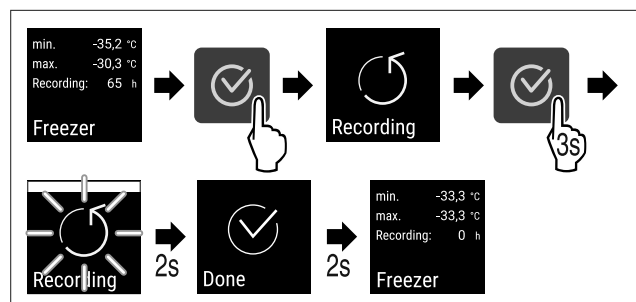 min. -35,2 °C
max. -30,3 °C
Recording: 65 h
Freezer
Recording
3s
Recording
2s
Done
2s
min. -33,3 °C
max. -33,3 °C
Recording: 0 h
Freezer